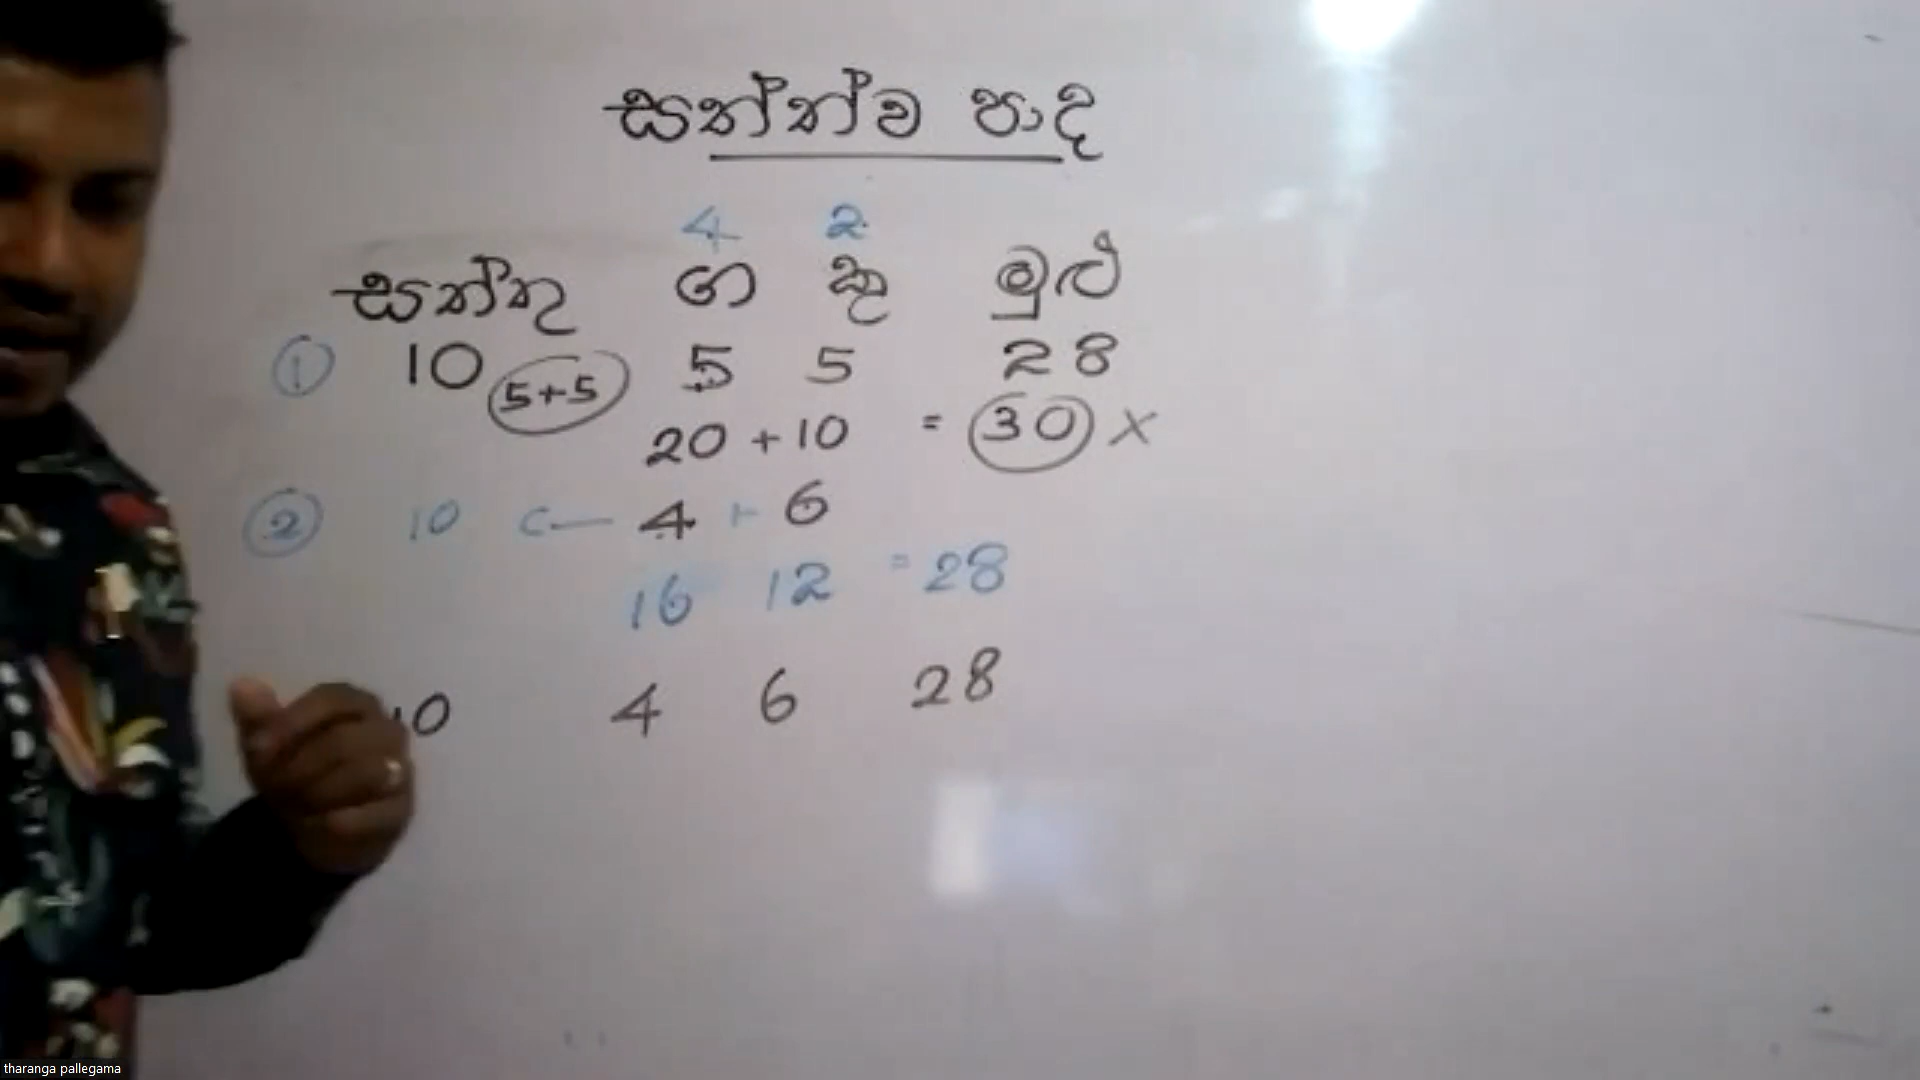 සත්ත්ව පාද
4 2
සත්තු ග කු මුළු
① 10 5+5 5 5 28
20 + 10 = 30 ×
② 10 ← 4 + 6
16 12 = 28
10 4 6 28
tharanga pallegama